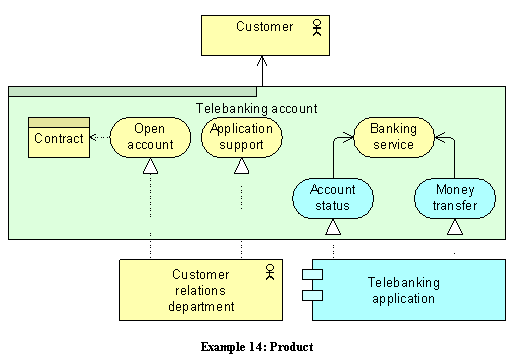 Customer
Telebanking account
Contract
Open
account
Application
support
Banking
service
Account
status
Money
transfer
Customer
relations
department
Telebanking
application
Example 14: Product